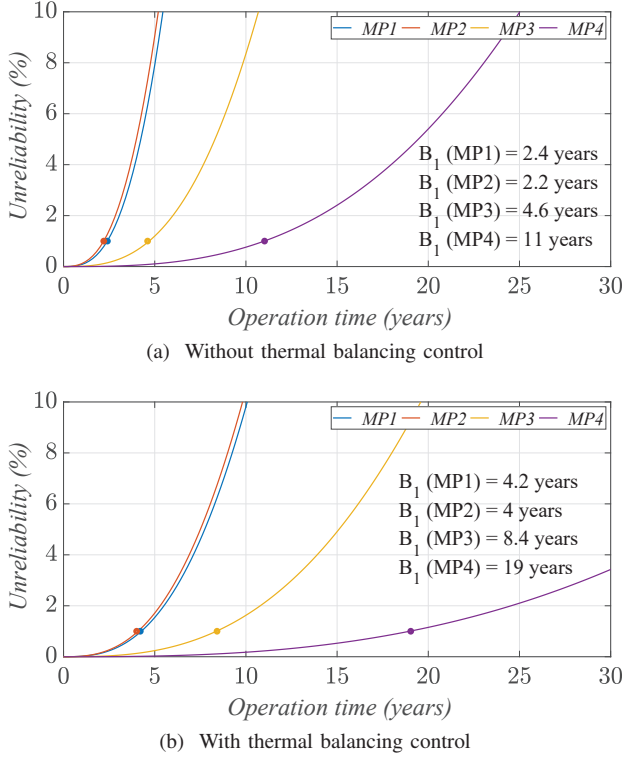 10
8
6
4
2
0
Unreliability (%)
MP1 MP2 MP3 MP4
B1 (MP1) = 2.4 years
B1 (MP2) = 2.2 years
B1 (MP3) = 4.6 years
B1 (MP4) = 11 years
0 5 10 15 20 25 30
Operation time (years)
(a) Without thermal balancing control
10
8
6
4
2
0
Unreliability (%)
MP1 MP2 MP3 MP4
B1 (MP1) = 4.2 years
B1 (MP2) = 4 years
B1 (MP3) = 8.4 years
B1 (MP4) = 19 years
0 5 10 15 20 25 30
Operation time (years)
(b) With thermal balancing control